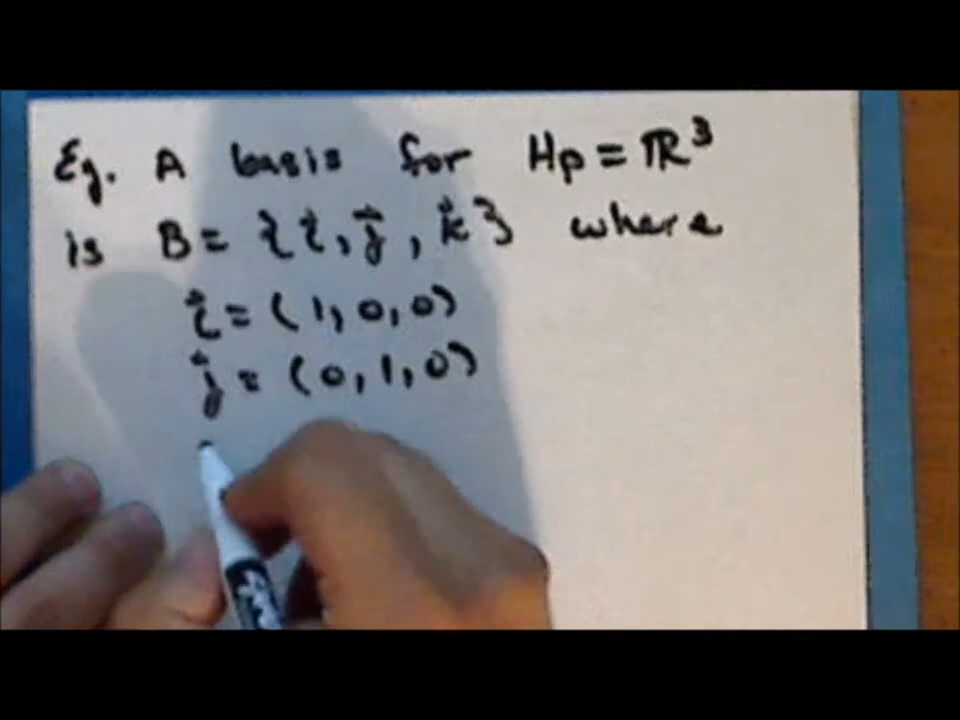 Eg. A basis for Hp = ℝ³
is B = {i⃗, j⃗, k⃗} where
i⃗ = (1, 0, 0)
j⃗ = (0, 1, 0)